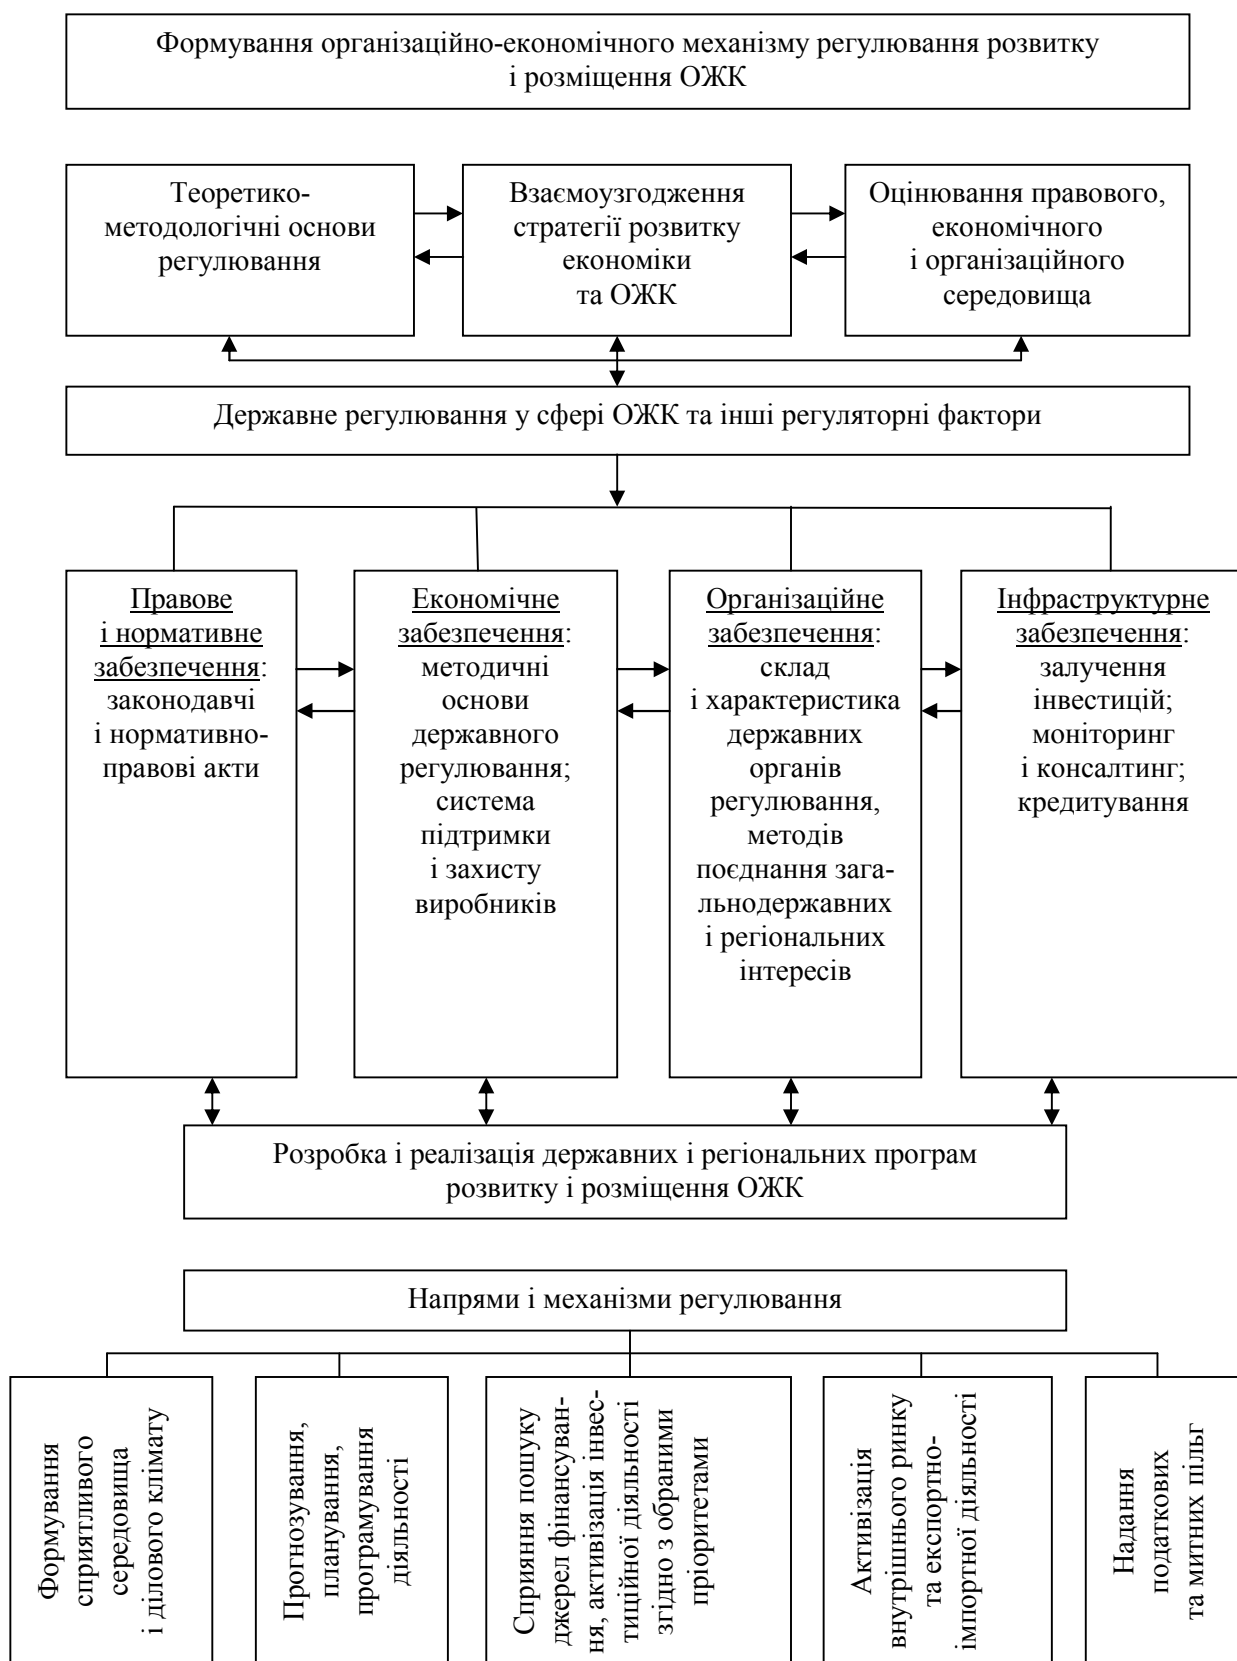 Формування організаційно-економічного механізму регулювання розвитку
і розміщення ОЖК
Теоретико-
методологічні основи
регулювання
Взаємоузгодження
стратегії розвитку
економіки
та ОЖК
Оцінювання правового,
економічного
і організаційного
середовища
Державне регулювання у сфері ОЖК та інші регуляторні фактори
Правове
і нормативне
забезпечення:
законодавчі
і нормативно-
правові акти
Економічне
забезпечення:
методичні
основи
державного
регулювання;
система
підтримки
і захисту
виробників
Організаційне
забезпечення:
склад
і характеристика
державних
органів
регулювання,
методів
поєднання зага-
льнодержавних
і регіональних
інтересів
Інфраструктурне
забезпечення:
залучення
інвестицій;
моніторинг
і консалтинг;
кредитування
Розробка і реалізація державних і регіональних програм
розвитку і розміщення ОЖК
Напрями і механізми регулювання
Формування
сприятливого
середовища
і ділового клімату
Прогнозування,
планування,
програмування
діяльності
Сприяння пошуку
джерел фінансуван-
ня, активізація інвес-
тиційної діяльності
згідно з обраними
пріоритетами
Активізація
внутрішнього ринку
та експортно-
імпортної діяльності
Надання
податкових
та митних пільг